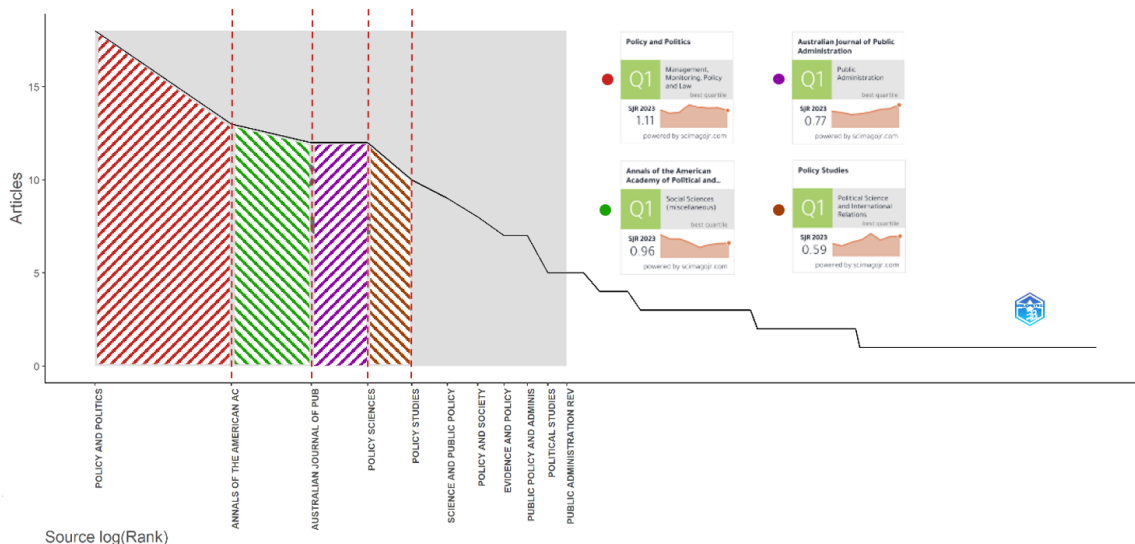 Articles
15
10
5
0
POLICY AND POLITICS
ANNALS OF THE AMERICAN AC
AUSTRALIAN JOURNAL OF PUB
POLICY SCIENCES
POLICY STUDIES
SCIENCE AND PUBLIC POLICY
POLICY AND SOCIETY
EVIDENCE AND POLICY
PUBLIC POLICY AND ADMINIS
POLITICAL STUDIES
PUBLIC ADMINISTRATION REV
Source log(Rank)
Policy and Politics
Q1
Management,
Monitoring, Policy
and Law
best quartile
SJR 2023
1.11
powered by scimagojr.com
Australian Journal of Public
Administration
Q1
Public
Administration
best quartile
SJR 2023
0.77
powered by scimagojr.com
Annals of the American
Academy of Political and...
Q1
Social Sciences
(miscellaneous)
best quartile
SJR 2023
0.96
powered by scimagojr.com
Policy Studies
Q1
Political Science
and International
Relations
best quartile
SJR 2023
0.59
powered by scimagojr.com